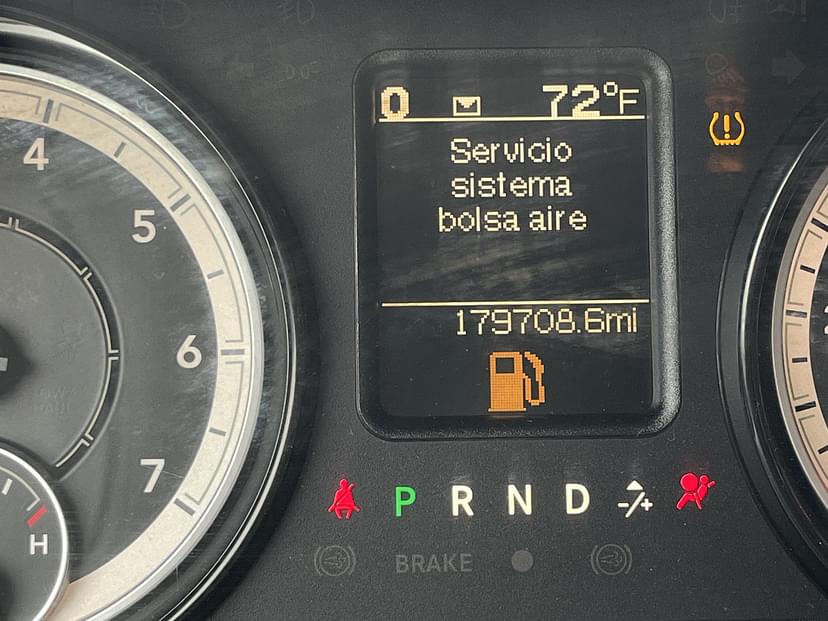 0 72°F
Servicio
sistema
bolsa aire
179708.6mi
4
5
6
7
H
P R N D -/+
BRAKE